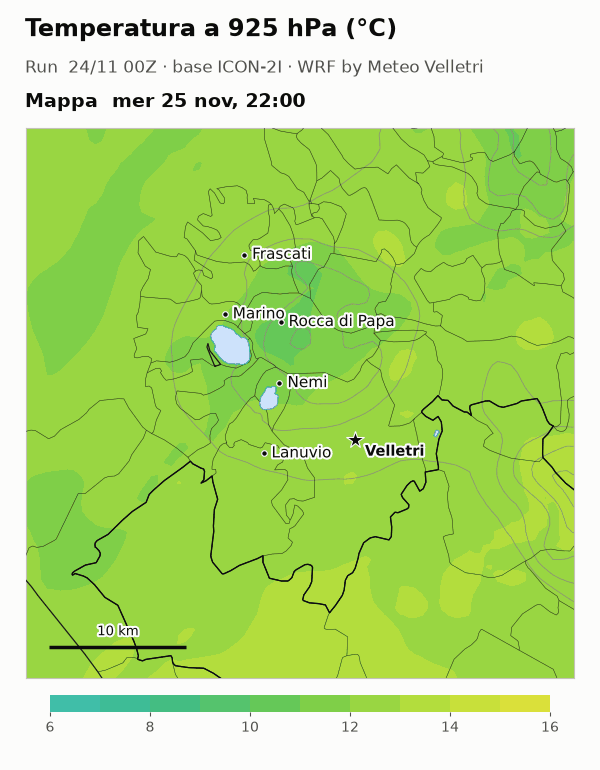 Temperatura a 925 hPa (°C)
Run  24/11 00Z · base ICON-2I · WRF by Meteo Velletri
Mappa  mer 25 nov, 22:00
Frascati
Marino
Rocca di Papa
Nemi
Velletri
Lanuvio
10 km
6 8 10 12 14 16